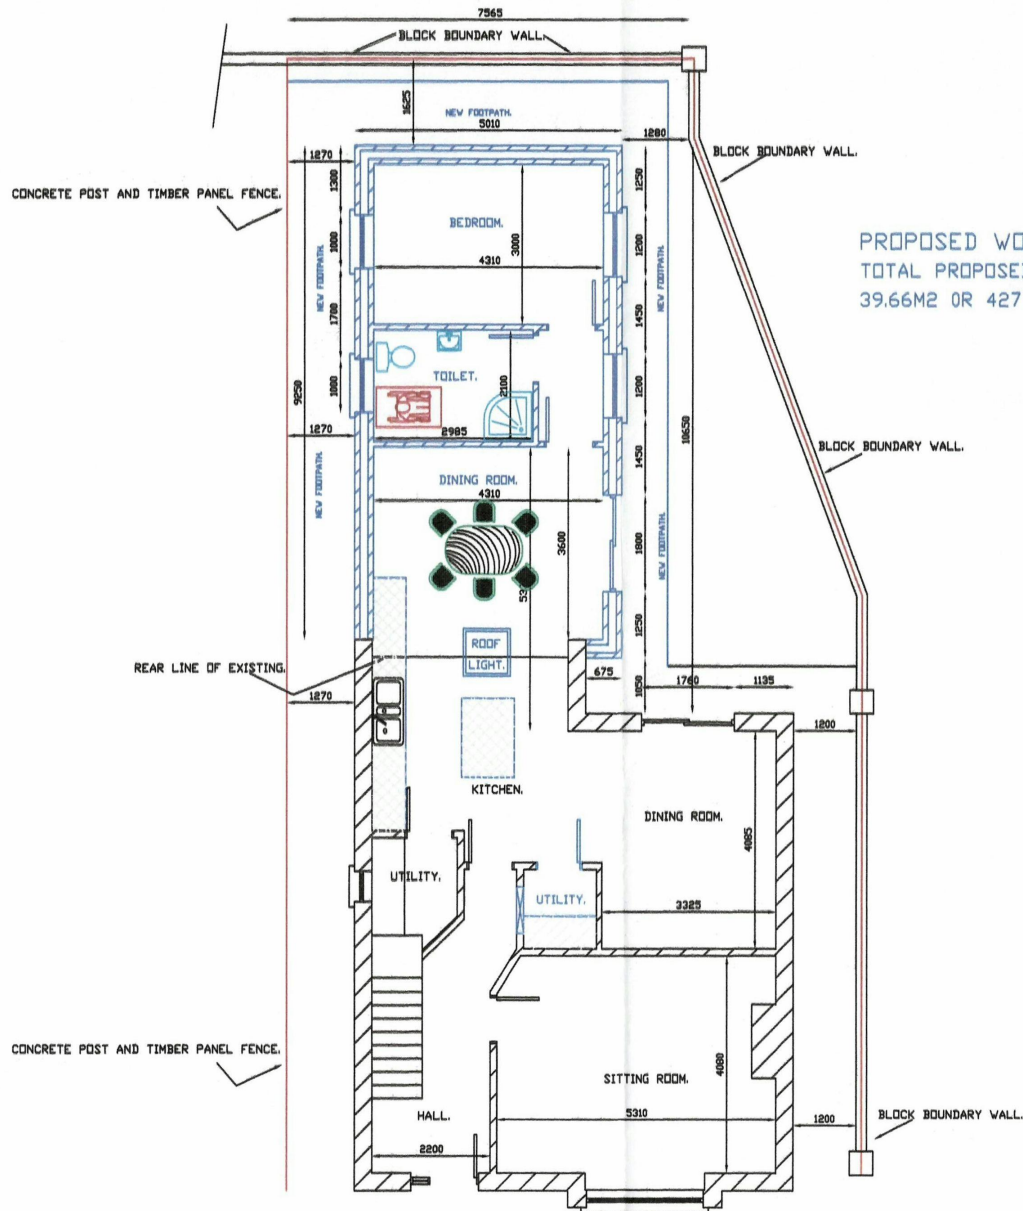 7565
BLOCK BOUNDARY WALL.
1625
NEW FOOTPATH.
5010
1280
1270
1300
1250
BLOCK BOUNDARY WALL.
CONCRETE POST AND TIMBER PANEL FENCE.
BEDROOM.
3000
1000
1200
PROPOSED WO
TOTAL PROPOSED
39.66M2 OR 427
4310
NEW FOOTPATH.
NEW FOOTPATH.
1700
1450
TOILET.
2100
1000
1200
9250
10650
2985
1270
1450
BLOCK BOUNDARY WALL.
DINING ROOM.
4310
NEW FOOTPATH.
3600
1800
NEW FOOTPATH.
1250
ROOF
LIGHT.
REAR LINE OF EXISTING.
675
1050
1760
1135
1270
1200
KITCHEN.
DINING ROOM.
4085
UTILITY.
UTILITY.
3325
CONCRETE POST AND TIMBER PANEL FENCE.
4080
SITTING ROOM.
HALL.
5310
1200
BLOCK BOUNDARY WALL.
2200